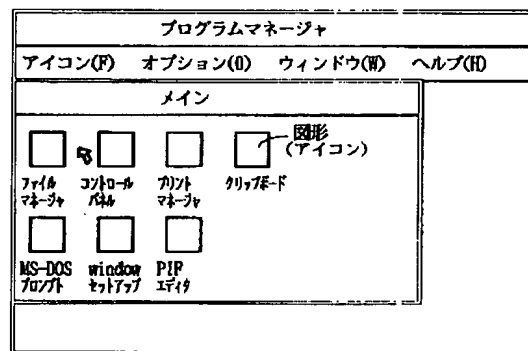 プログラムマネージャ
アイコン(F) オプション(O) ウィンドウ(W) ヘルプ(H)
メイン
図形
(アイコン)
ファイル コントロール プリント クリップボード
マネージャ パネル マネージャ
MS-DOS window PIF
プロンプト セットアップ エディタ